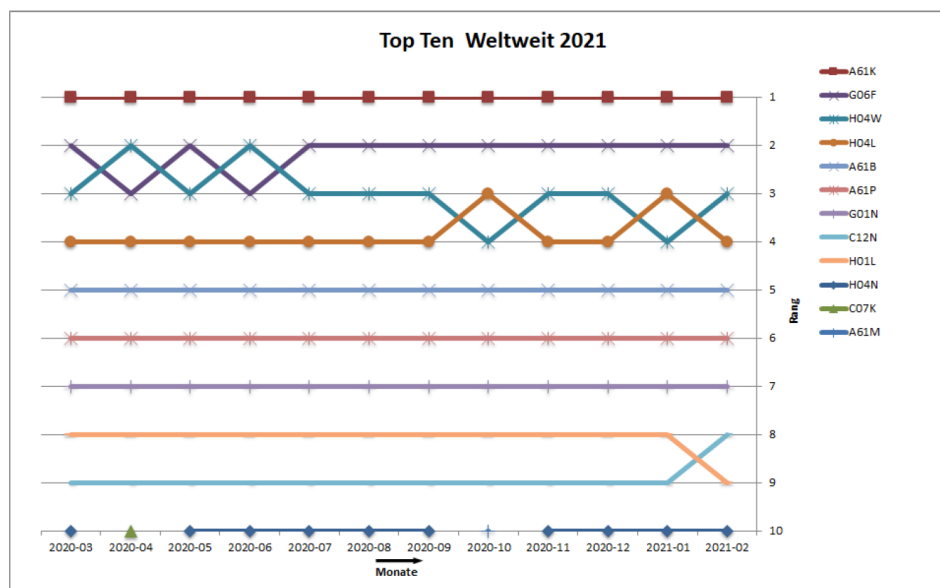 Top Ten  Weltweit 2021
A61K
G06F
H04W
H04L
A61B
A61P
G01N
C12N
H01L
H04N
C07K
A61M
1
2
3
4
5
6
7
8
9
10
Rang
2020-03 2020-04 2020-05 2020-06 2020-07 2020-08 2020-09 2020-10 2020-11 2020-12 2021-01 2021-02
Monate